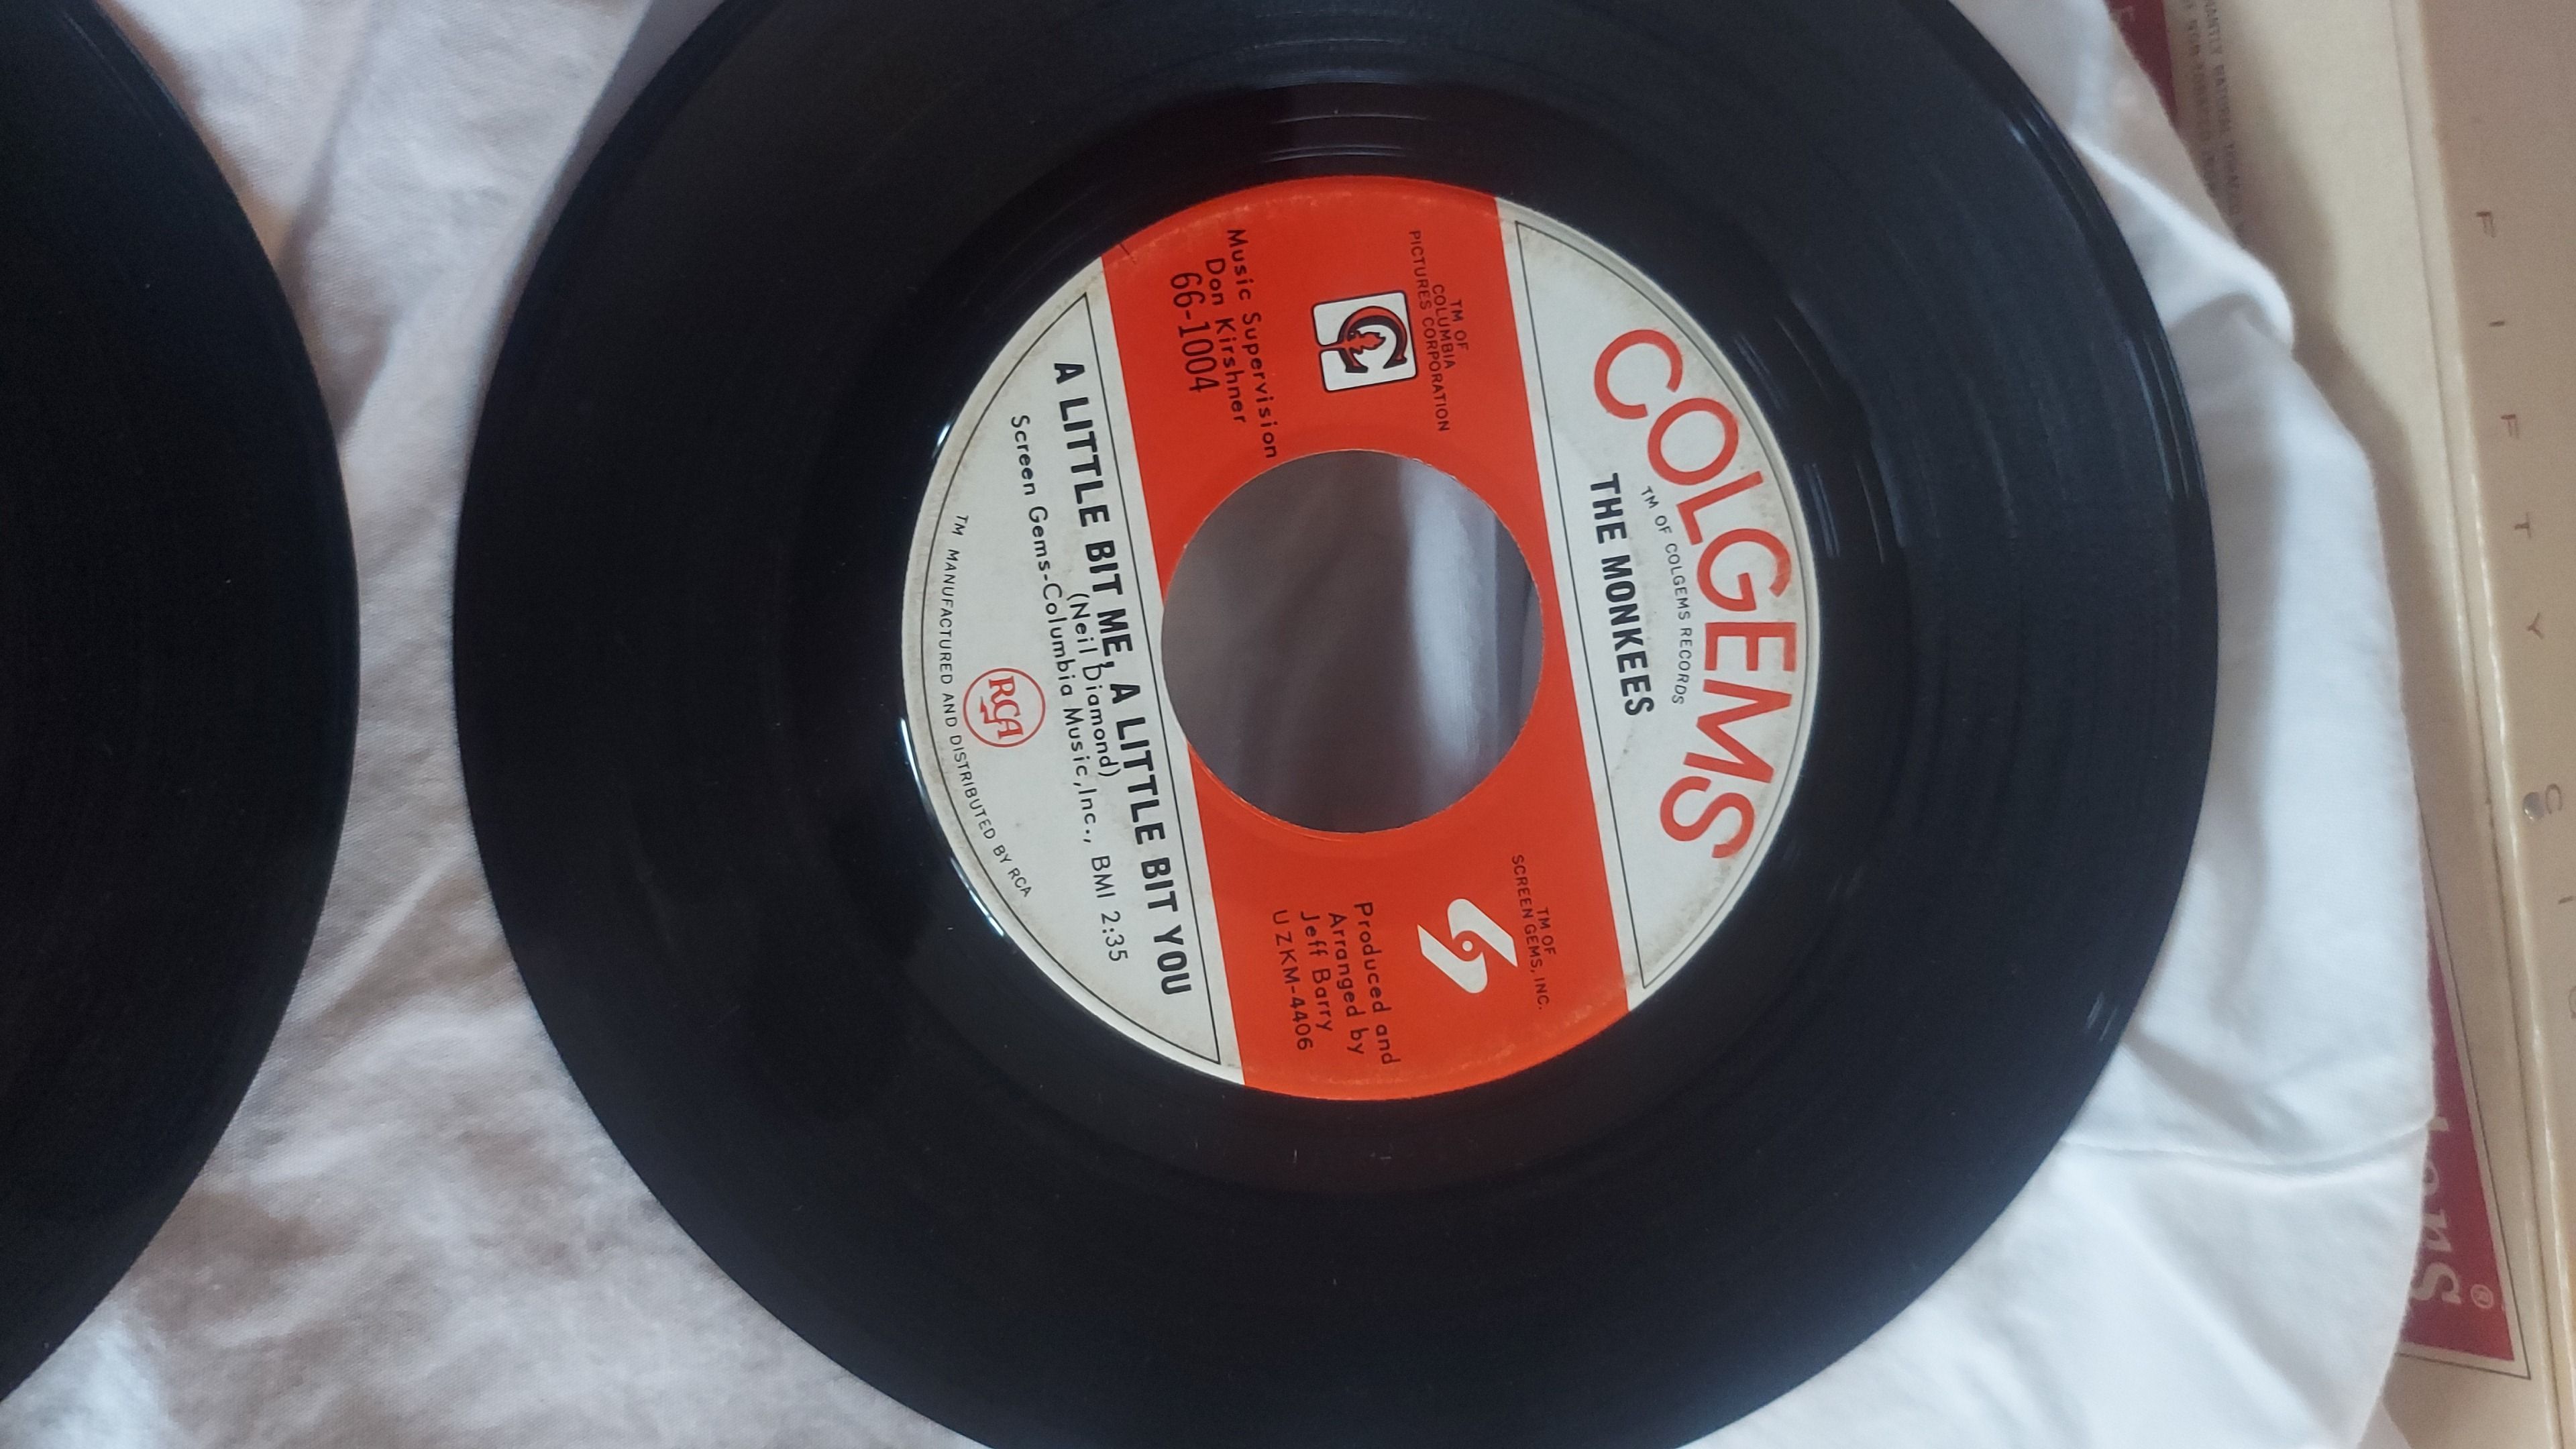 COLGEMS
TM OF COLGEMS RECORDS
THE MONKEES
TM OF
COLUMBIA
PICTURES CORPORATION
TM OF
SCREEN GEMS, INC.
Music Supervision
Don Kirshner
66-1004
Produced and
Arranged by
Jeff Barry
UZKM-4406
A LITTLE BIT ME, A LITTLE BIT YOU
(Neil Diamond)
Screen Gems-Columbia Music,Inc., BMI 2:35
RCA
TM MANUFACTURED AND DISTRIBUTED BY RCA
FIFTY